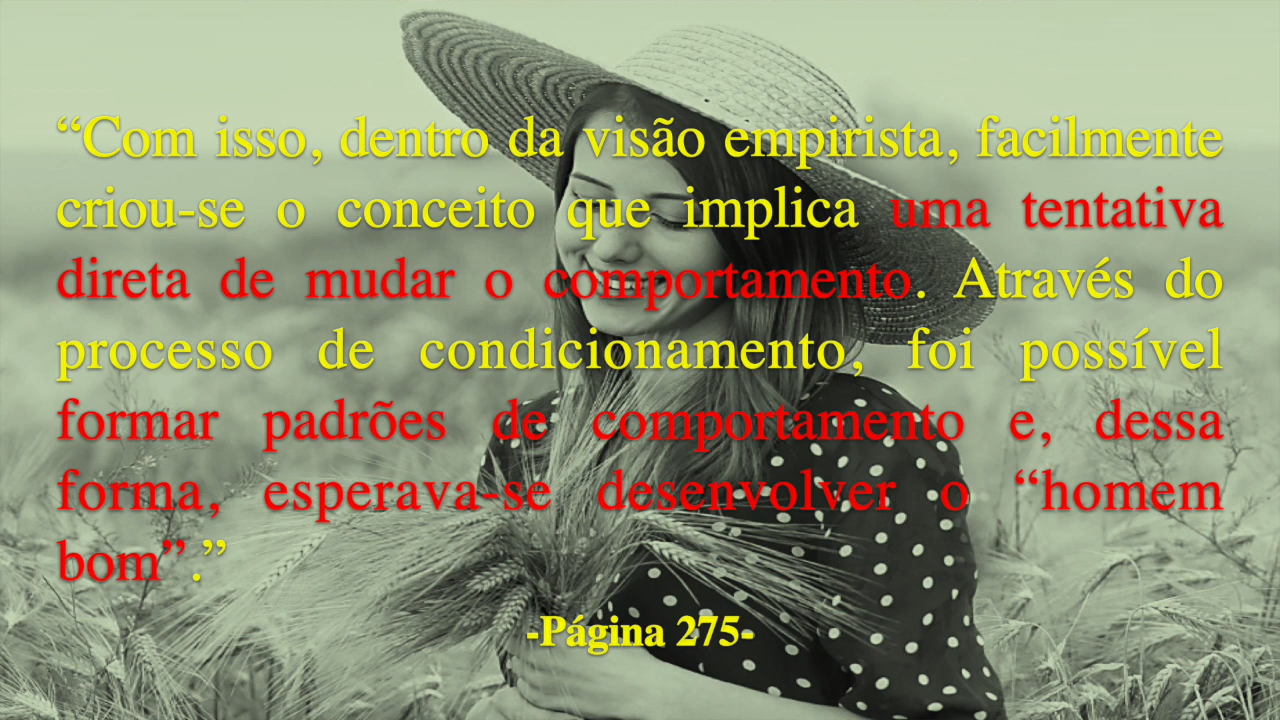 “Com isso, dentro da visão empirista, facilmente
criou-se o conceito que implica uma tentativa
direta de mudar o comportamento. Através do
processo de condicionamento, foi possível
formar padrões de comportamento e, dessa
forma, esperava-se desenvolver o “homem
bom”.”
-Página 275-